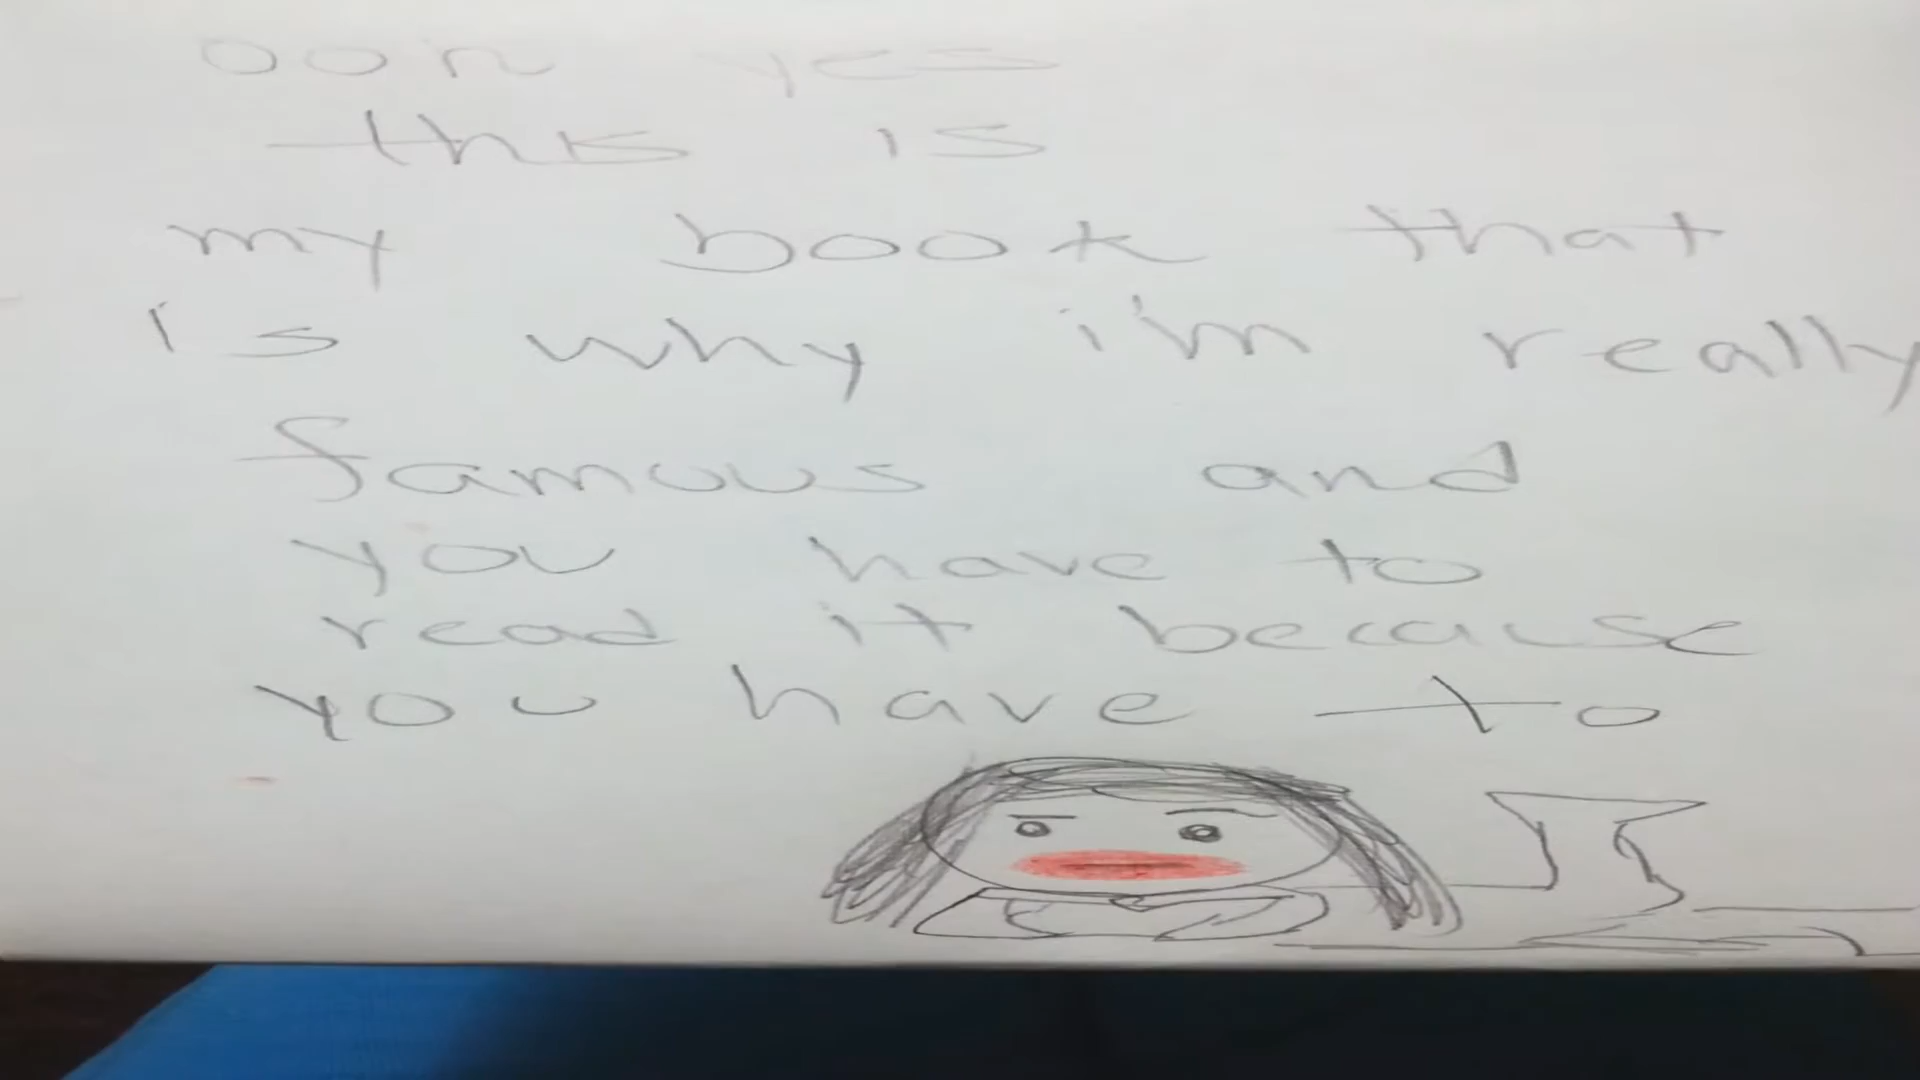 ooh yes
this is
my book that
is why i'm really
famous and
you have to
read it because
you have to